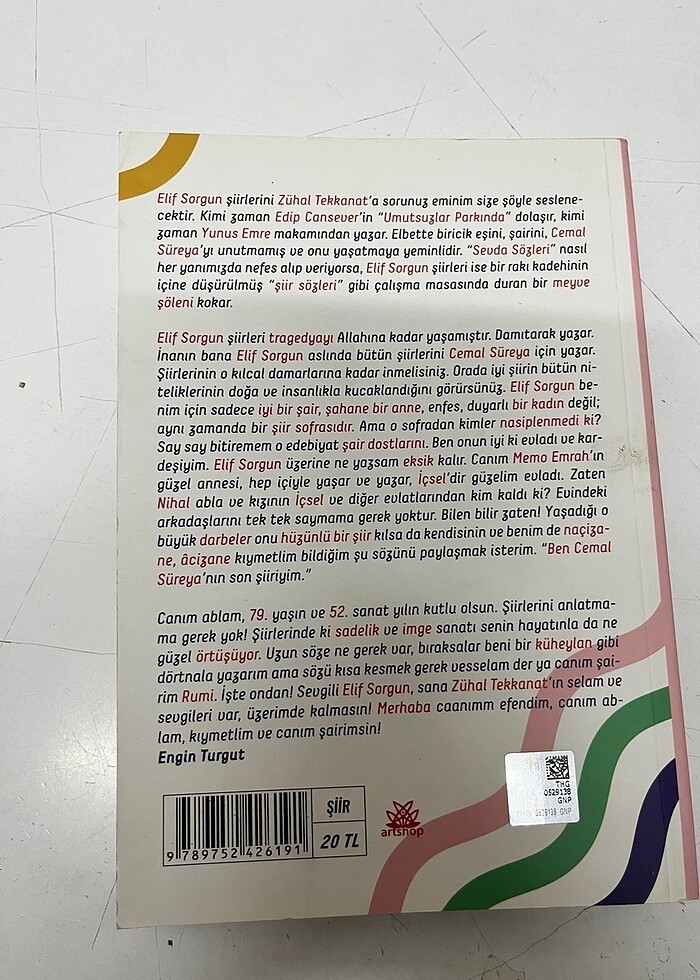 Elif Sorgun şiirlerini Zühal Tekkanat'a sorunuz eminim size şöyle seslene-
cektir. Kimi zaman Edip Cansever'in "Umutsuzlar Parkında" dolaşır, kimi
zaman Yunus Emre makamından yazar. Elbette biricik eşini, şairini, Cemal
Süreya'yı unutmamış ve onu yaşatmaya yeminlidir. "Sevda Sözleri" nasıl
her yanımızda nefes alıp veriyorsa, Elif Sorgun şiirleri ise bir rakı kadehinin
içine düşürülmüş "şiir sözleri" gibi çalışma masasında duran bir meyve
şöleni kokar.
Elif Sorgun şiirleri tragedyayı Allahına kadar yaşamıştır. Damıtarak yazar.
İnanın bana Elif Sorgun aslında bütün şiirlerini Cemal Süreya için yazar.
Şiirlerinin o kılcal damarlarına kadar inmelisiniz. Orada iyi şiirin bütün ni-
teliklerinin doğa ve insanlıkla kucaklandığını görürsünüz. Elif Sorgun be-
nim için sadece iyi bir şair, şahane bir anne, enfes, duyarlı bir kadın değil;
aynı zamanda bir şiir sofrasıdır. Ama o sofradan kimler nasiplenmedi ki?
Say say bitiremem o edebiyat şair dostlarını. Ben onun iyi ki evladı ve kar-
deşiyim. Elif Sorgun üzerine ne yazsam eksik kalır. Canım Memo Emrah'ın
güzel annesi, hep içiyle yaşar ve yazar, İçsel'dir güzelim evladı. Zaten
Nihal abla ve kızının İçsel ve diğer evlatlarından kim kaldı ki? Evindeki
arkadaşlarını tek tek saymama gerek yoktur. Bilen bilir zaten! Yaşadığı o
büyük darbeler onu hüzünlü bir şiir kılsa da kendisinin ve benim de naçiza-
ne, âcizane kıymetlim bildiğim şu sözünü paylaşmak isterim. "Ben Cemal
Süreya'nın son şiiriyim."
Canım ablam, 79. yaşın ve 52. sanat yılın kutlu olsun. Şiirlerini anlatma-
ma gerek yok! Şiirlerinde ki sadelik ve imge sanatı senin hayatınla da ne
güzel örtüşüyor. Uzun söze ne gerek var, bıraksalar beni bir küheylan gibi
dörtnala yazarım ama sözü kısa kesmek gerek vesselam der ya canım şai-
rim Rumi. İşte ondan! Sevgili Elif Sorgun, sana Zühal Tekkanat'ın selam ve
sevgileri var, üzerimde kalmasın! Merhaba caanımm efendim, canım ab-
lam, kıymetlim ve canım şairimsin!
Engin Turgut
ŞİİR
20 TL
9 789752 426191
artshop
THG
0529138
GNP
THG 0529138 GNP